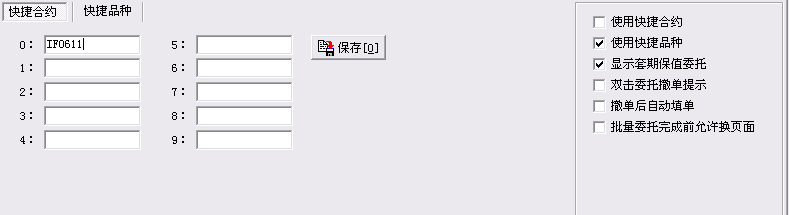 快捷合约 快捷品种
0: IF0611 5: 保存[O]
1: 6:
2: 7:
3: 8:
4: 9:
使用快捷合约
使用快捷品种
显示套期保值委托
双击委托撤单提示
撤单后自动填单
批量委托完成前允许换页面